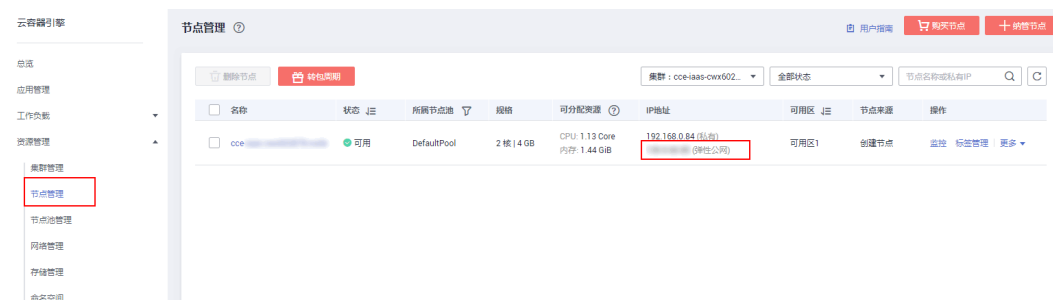 云容器引擎
节点管理 ?
用户指南 购买节点 纳管节点
总览
应用管理
工作负载
资源管理
集群管理
节点管理
节点池管理
网络管理
存储管理
命名空间
删除节点 转包周期 集群：cce-iaas-cwx602... 全部状态 节点名称或私有IP
名称 状态 所属节点池 规格 可分配资源 ? IP地址 可用区 节点来源 操作
cce 可用 DefaultPool 2 核 | 4 GB CPU: 1.13 Core 192.168.0.84 (私有) 可用区1 创建节点 监控 标签管理 更多
内存: 1.44 GiB (弹性公网)